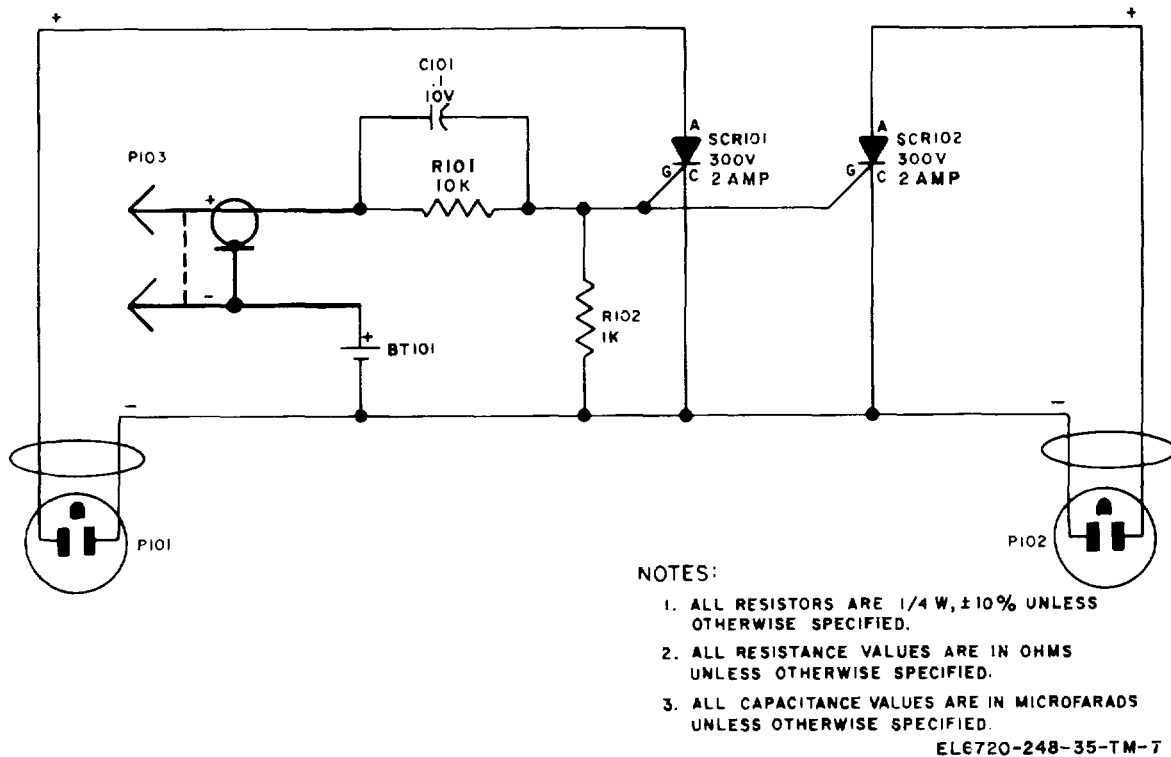 +
+
C101
.1
10V
P103
R101
10K
+
-
+
BT101
R102
1K
A
G
C
SCR101
300V
2 AMP
A
G
C
SCR102
300V
2 AMP
-
-
P101
P102
NOTES:
1. ALL RESISTORS ARE 1/4 W, ±10% UNLESS
OTHERWISE SPECIFIED.
2. ALL RESISTANCE VALUES ARE IN OHMS
UNLESS OTHERWISE SPECIFIED.
3. ALL CAPACITANCE VALUES ARE IN MICROFARADS
UNLESS OTHERWISE SPECIFIED.
EL6720-248-35-TM-7